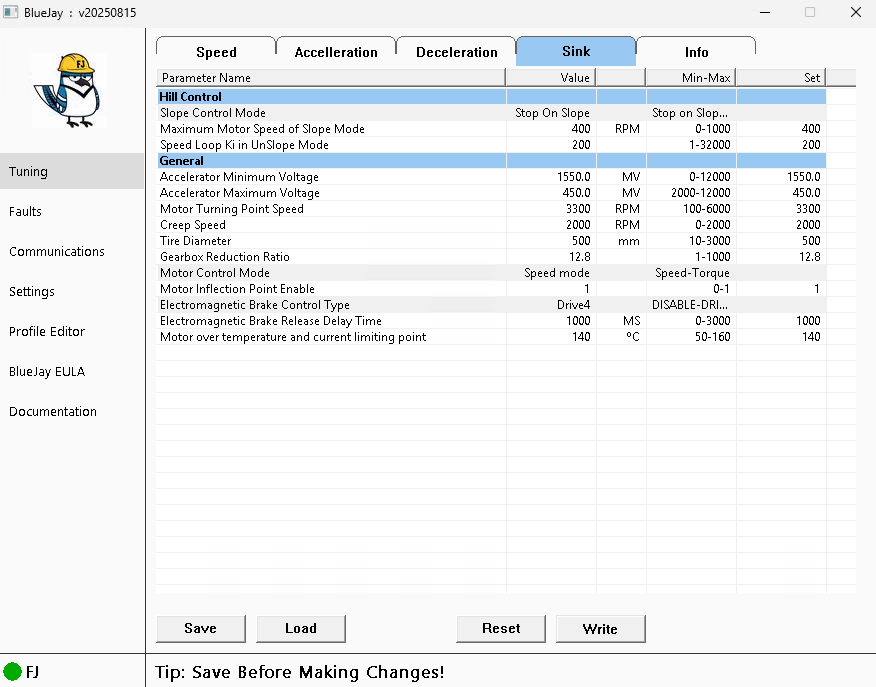 BlueJay : v20250815
FJ
Speed Accelleration Deceleration Sink Info
Parameter Name Value Min-Max Set
Hill Control
Slope Control Mode Stop On Slope Stop on Slop...
Maximum Motor Speed of Slope Mode 400 RPM 0-1000 400
Speed Loop Ki in UnSlope Mode 200 1-32000 200
General
Accelerator Minimum Voltage 1550.0 MV 0-12000 1550.0
Accelerator Maximum Voltage 450.0 MV 2000-12000 450.0
Motor Turning Point Speed 3300 RPM 100-6000 3300
Creep Speed 2000 RPM 0-2000 2000
Tire Diameter 500 mm 10-3000 500
Gearbox Reduction Ratio 12.8 1-1000 12.8
Motor Control Mode Speed mode Speed-Torque
Motor Inflection Point Enable 1 0-1 1
Electromagnetic Brake Control Type Drive4 DISABLE-DRI...
Electromagnetic Brake Release Delay Time 1000 MS 0-3000 1000
Motor over temperature and current limiting point 140 ºC 50-160 140
Tuning
Faults
Communications
Settings
Profile Editor
BlueJay EULA
Documentation
Save Load Reset Write
FJ
Tip: Save Before Making Changes!